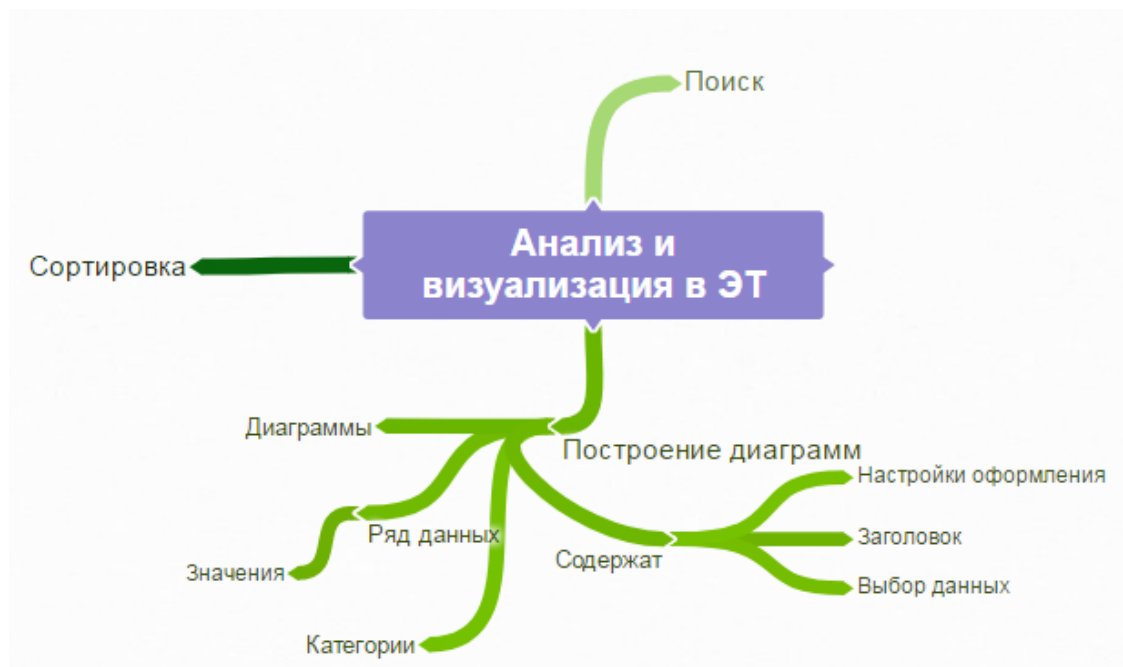 Поиск
Анализ и
визуализация в ЭТ
Сортировка
Диаграммы
Построение диаграмм
Настройки оформления
Ряд данных
Заголовок
Содержат
Значения
Выбор данных
Категории